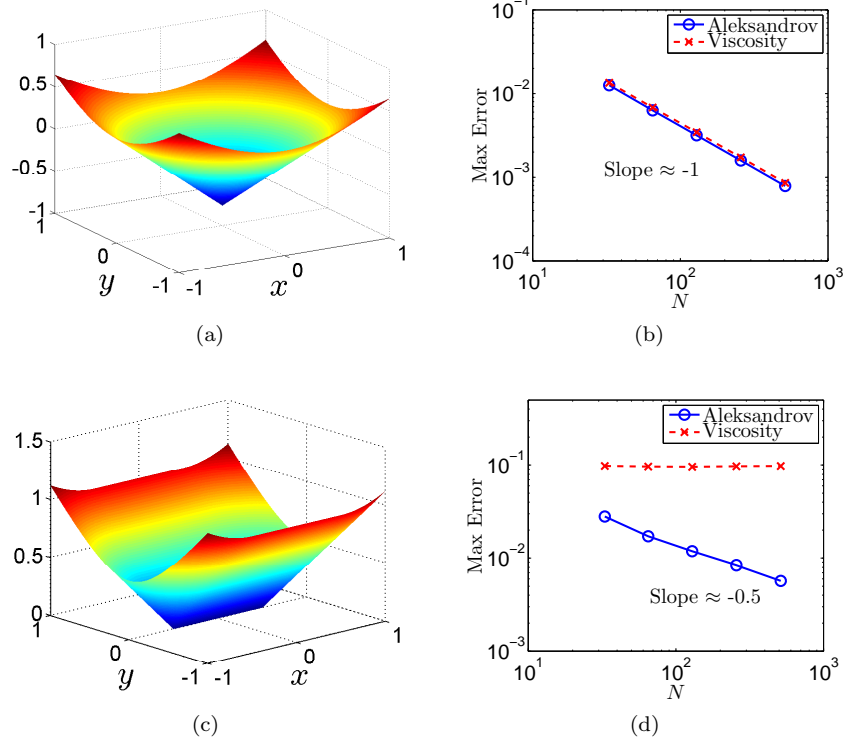 1
0.5
0
-0.5
-1
1
0
-1
-1
0
1
y
x
(a)
Aleksandrov
Viscosity
10^-1
10^-2
10^-3
10^-4
Max Error
Slope ≈ -1
10^1
10^2
10^3
N
(b)
1.5
1
0.5
0
1
0
-1
-1
0
1
y
x
(c)
Aleksandrov
Viscosity
10^-1
10^-2
10^-3
Max Error
Slope ≈ -0.5
10^1
10^2
10^3
N
(d)